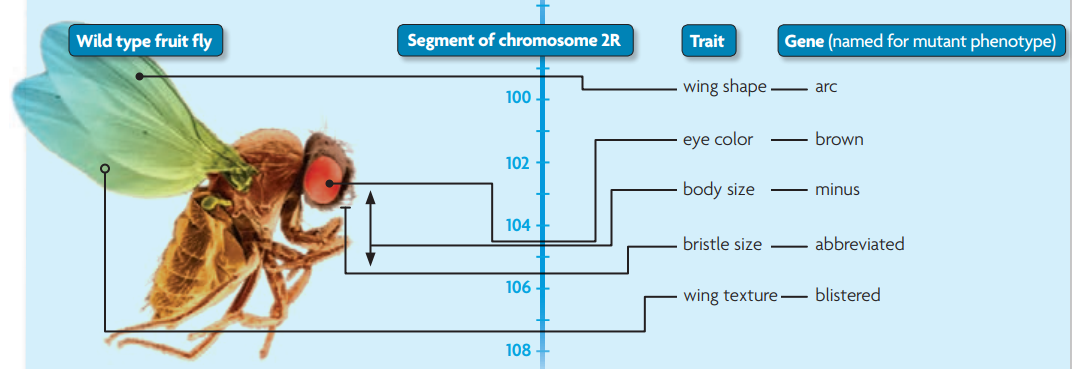 Wild type fruit fly
Segment of chromosome 2R
Trait
Gene (named for mutant phenotype)
100
wing shape
arc
eye color
brown
102
body size
minus
104
bristle size
abbreviated
106
wing texture
blistered
108